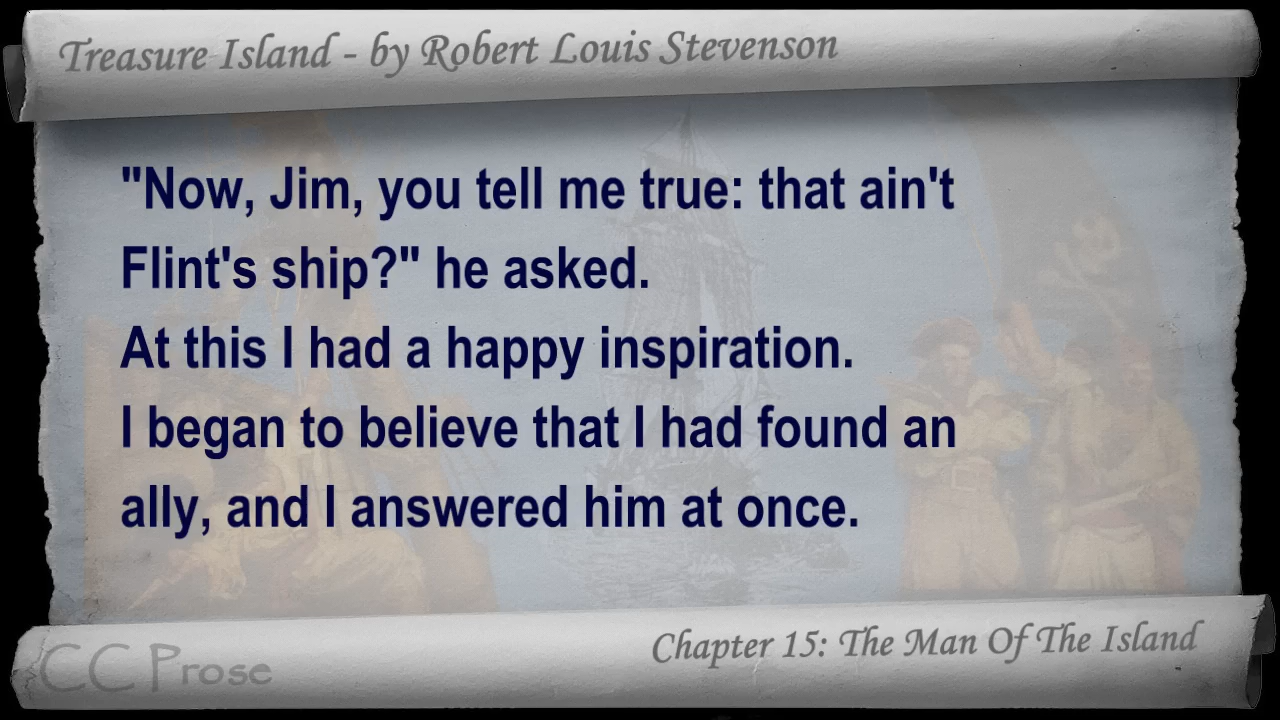 Treasure Island - by Robert Louis Stevenson
"Now, Jim, you tell me true: that ain't
Flint's ship?" he asked.
At this I had a happy inspiration.
I began to believe that I had found an
ally, and I answered him at once.
Chapter 15: The Man Of The Island
CC Prose